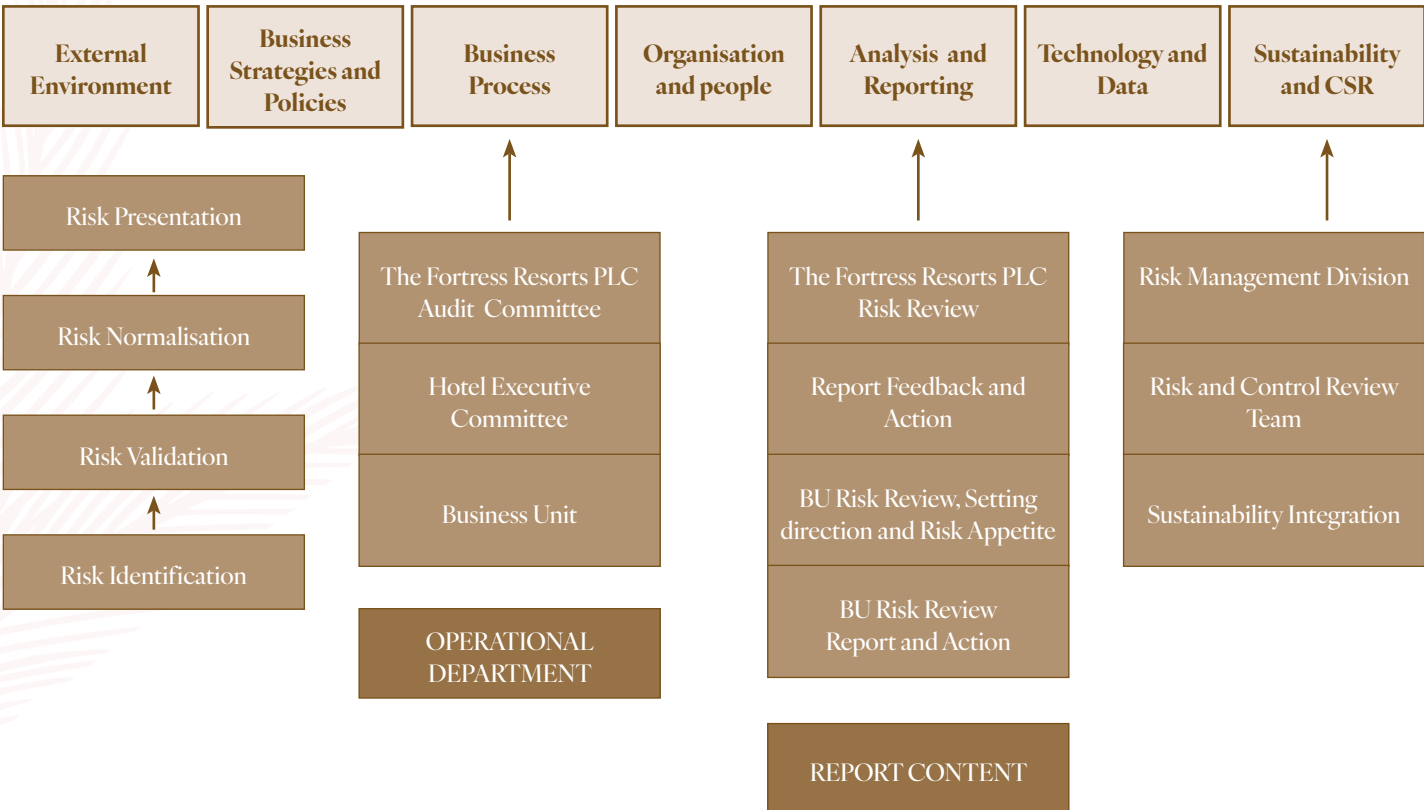 External
Environment
Business
Strategies and
Policies
Business
Process
Organisation
and people
Analysis and
Reporting
Technology and
Data
Sustainability
and CSR
Risk Presentation
Risk Normalisation
Risk Validation
Risk Identification
The Fortress Resorts PLC
Audit Committee
Hotel Executive
Committee
Business Unit
OPERATIONAL
DEPARTMENT
The Fortress Resorts PLC
Risk Review
Report Feedback and
Action
BU Risk Review, Setting
direction and Risk Appetite
BU Risk Review
Report and Action
REPORT CONTENT
Risk Management Division
Risk and Control Review
Team
Sustainability Integration